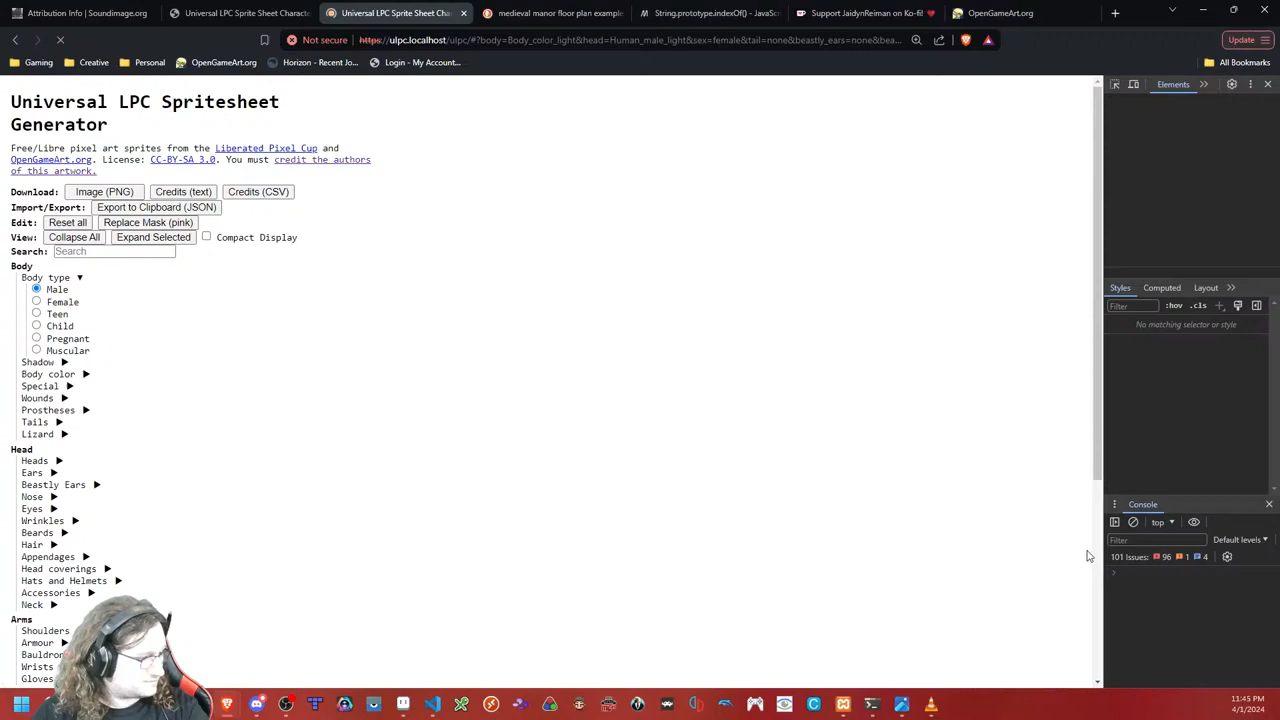 Attribution Info | Soundimage.org
Universal LPC Sprite Sheet Characte
Universal LPC Sprite Sheet Cha
medieval manor floor plan example
String.prototype.indexOf() - JavaSc
Support JaidynReiman on Ko-fi!
OpenGameArt.org
Not secure https://ulpc.localhost/ulpc/#?body=Body_color_light&head=Human_male_light&sex=female&tail=none&beastly_ears=none&bea...
Update
Gaming
Creative
Personal
OpenGameArt.org
Horizon - Recent Jo...
Login - My Account...
All Bookmarks
Universal LPC Spritesheet
Generator
Free/Libre pixel art sprites from the Liberated Pixel Cup and
OpenGameArt.org. License: CC-BY-SA 3.0. You must credit the authors
of this artwork.
Download: Image (PNG) Credits (text) Credits (CSV)
Import/Export: Export to Clipboard (JSON)
Edit: Reset all Replace Mask (pink)
View: Collapse All Expand Selected Compact Display
Search: Search
Body
Body type
Male
Female
Teen
Child
Pregnant
Muscular
Shadow
Body color
Special
Wounds
Prostheses
Tails
Lizard
Head
Heads
Ears
Beastly Ears
Nose
Eyes
Wrinkles
Beards
Hair
Appendages
Head coverings
Hats and Helmets
Accessories
Neck
Arms
Shoulders
Armour
Bauldron
Wrists
Gloves
Elements
Styles Computed Layout
Filter :hov .cls
No matching selector or style
Console
top
Filter Default levels
101 Issues: 96 1 4
11:45 PM
4/1/2024